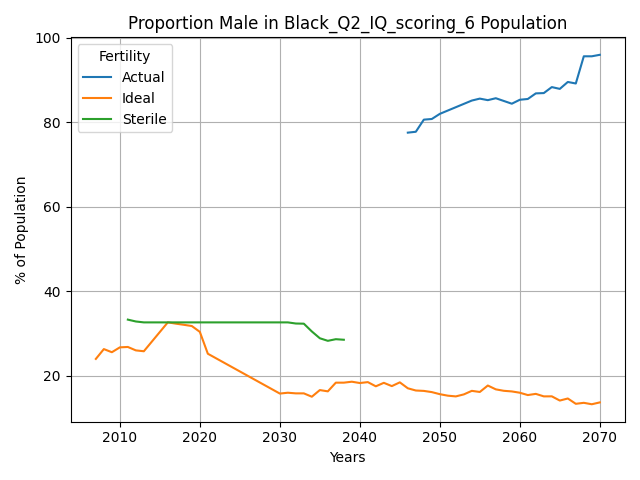 Proportion Male in Black_Q2_IQ_scoring_6 Population
Fertility
Actual
Ideal
Sterile
% of Population
100
80
60
40
20
2010 2020 2030 2040 2050 2060 2070
Years